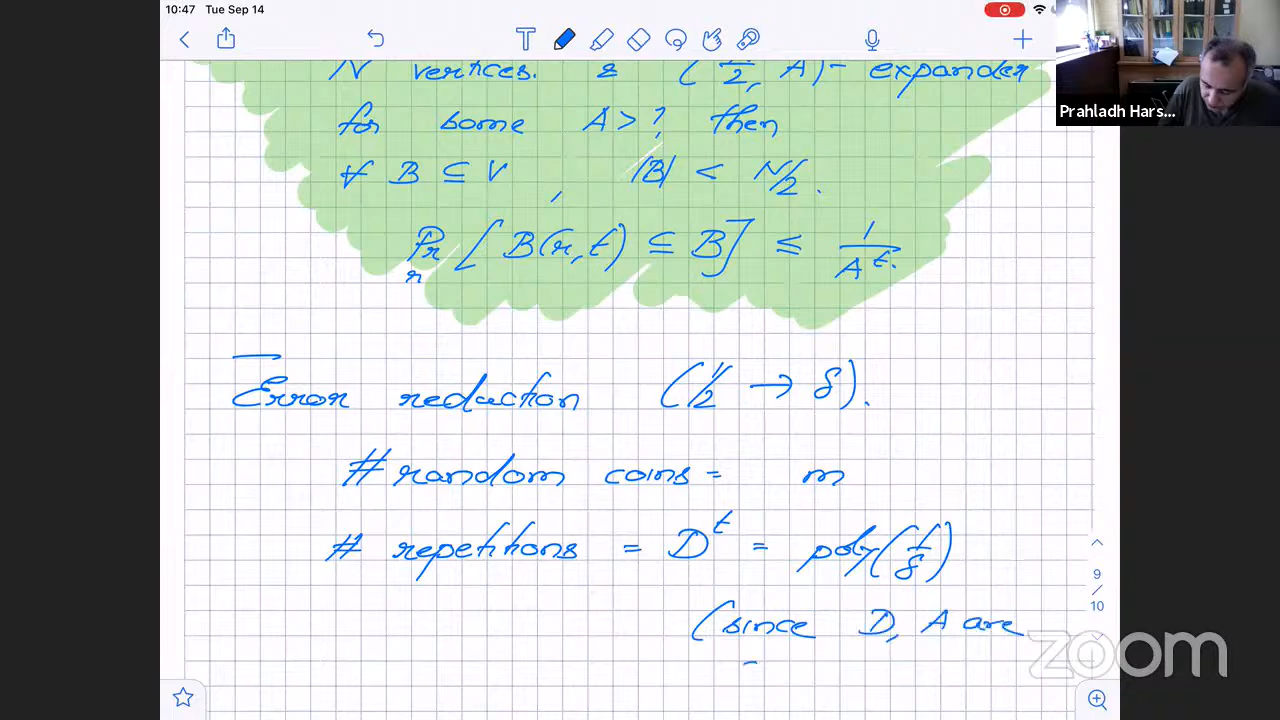 10:47 Tue Sep 14
Prahladh Hars...
N vertices. & (N/2, A)- expander
for some A > ? then
∀ B ⊆ V , |B| < N/2.
Pr_r [B(r,t) ⊆ B] ≤ 1/A^t.
Error reduction (1/2 → δ).
# random coins = m
# repetitions = D^t = poly(1/δ)
(since D, A are
9/10
zoom